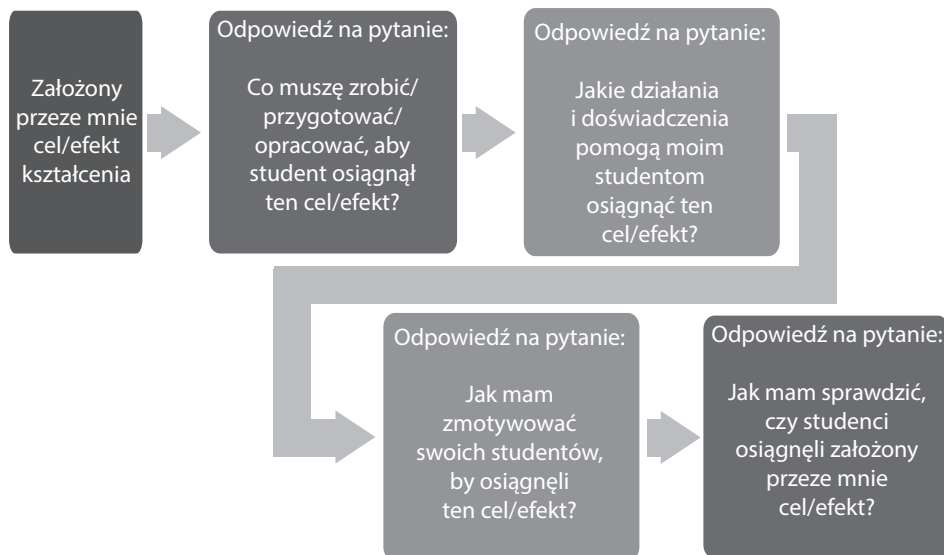 Założony
przeze mnie
cel/efekt
kształcenia
Odpowiedź na pytanie:
Co muszę zrobić/
przygotować/
opracować, aby
student osiągnął
ten cel/efekt?
Odpowiedź na pytanie:
Jakie działania
i doświadczenia
pomogą moim
studentom
osiągnąć ten
cel/efekt?
Odpowiedź na pytanie:
Jak mam
zmotywować
swoich studentów,
by osiągnęli
ten cel/efekt?
Odpowiedź na pytanie:
Jak mam sprawdzić,
czy studenci
osiągnęli założony
przeze mnie
cel/efekt?